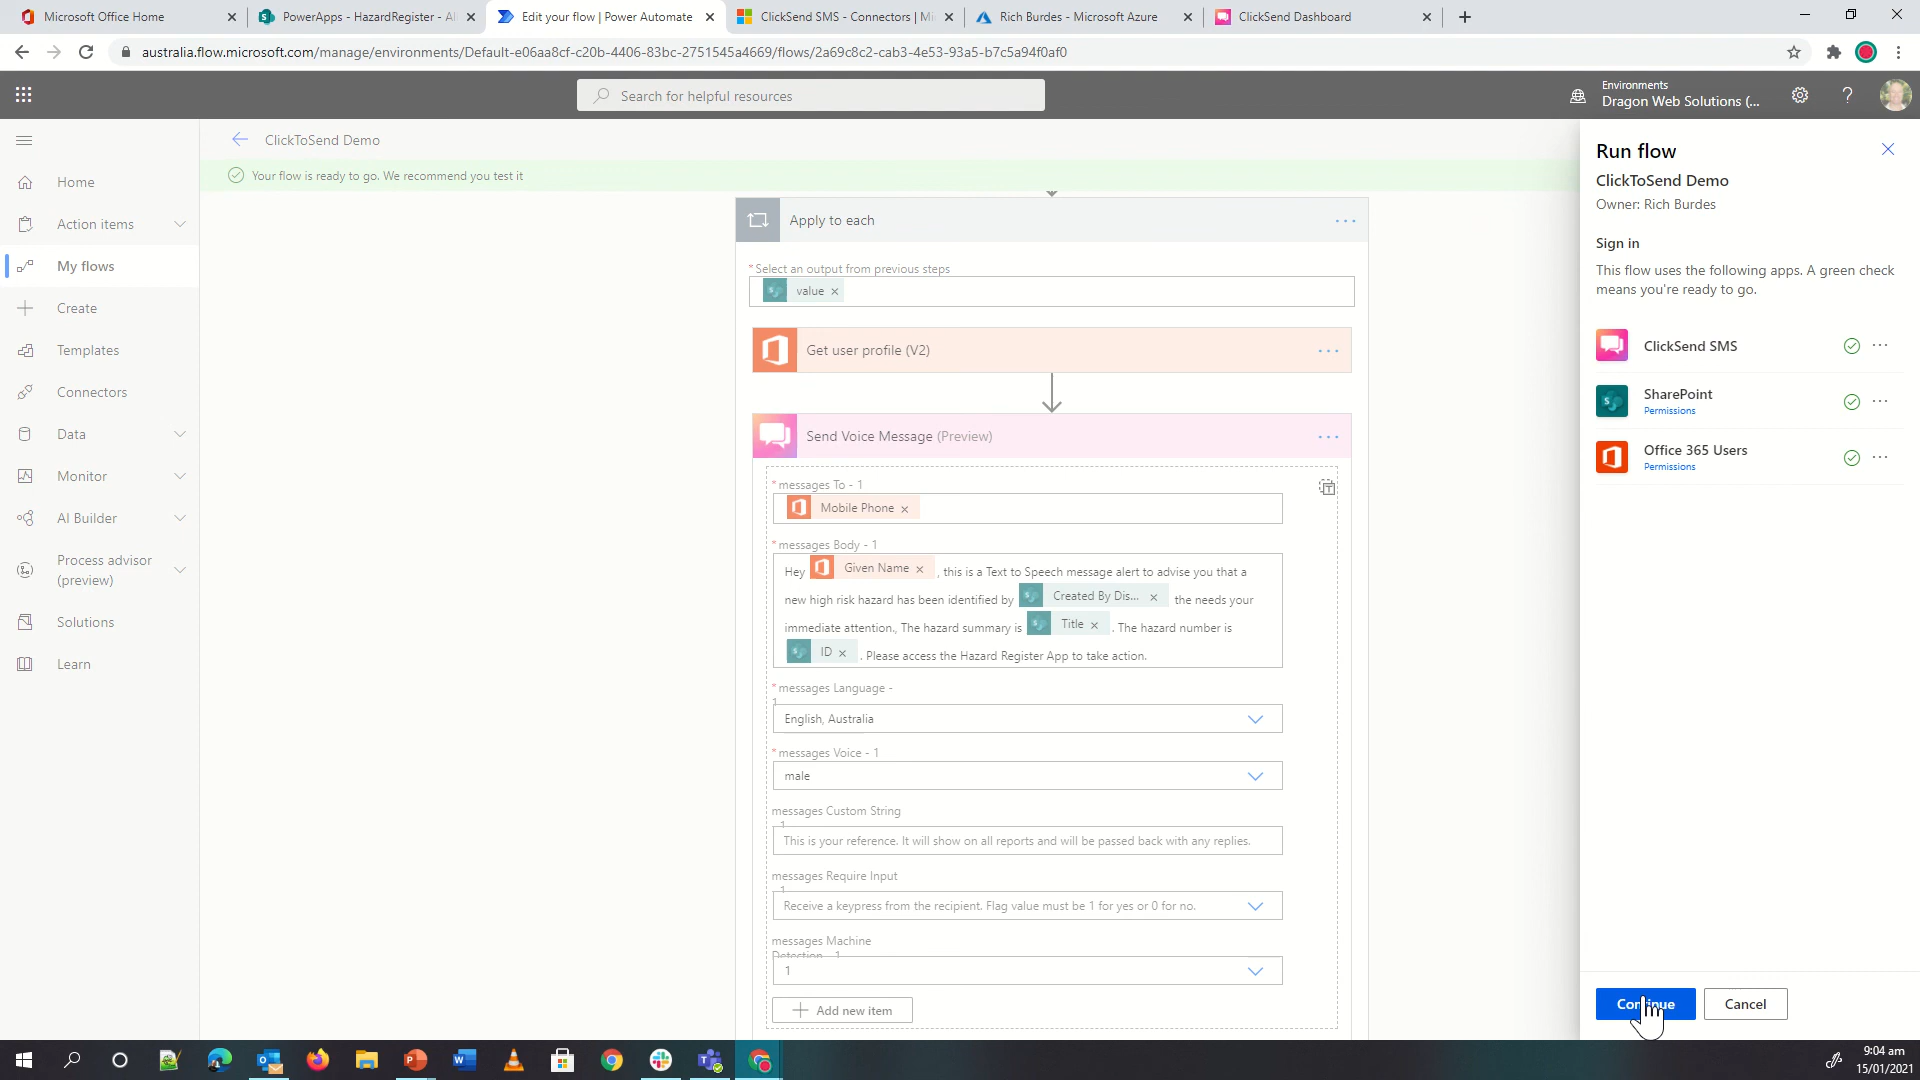 Microsoft Office Home
PowerApps - HazardRegister - Al
Edit your flow | Power Automate
ClickSend SMS - Connectors | Mi
Rich Burdes - Microsoft Azure
ClickSend Dashboard
australia.flow.microsoft.com/manage/environments/Default-e06aa8cf-c20b-4406-83bc-2751545a4669/flows/2a69c8c2-cab3-4e53-93a5-b7c5a94f0af0
Search for helpful resources
Environments
Dragon Web Solutions (...
ClickToSend Demo
Your flow is ready to go. We recommend you test it
Home
Action items
My flows
Create
Templates
Connectors
Data
Monitor
AI Builder
Process advisor
(preview)
Solutions
Learn
Apply to each
* Select an output from previous steps
value
Get user profile (V2)
Send Voice Message (Preview)
* messages To - 1
Mobile Phone
* messages Body - 1
Hey Given Name , this is a Text to Speech message alert to advise you that a
new high risk hazard has been identified by Created By Dis... the needs your
immediate attention., The hazard summary is Title . The hazard number is
ID . Please access the Hazard Register App to take action.
* messages Language -
1
English, Australia
* messages Voice - 1
male
messages Custom String
- 1
This is your reference. It will show on all reports and will be passed back with any replies.
messages Require Input
- 1
Receive a keypress from the recipient. Flag value must be 1 for yes or 0 for no.
messages Machine
Detection - 1
1
Add new item
Run flow
ClickToSend Demo
Owner: Rich Burdes
Sign in
This flow uses the following apps. A green check
means you're ready to go.
ClickSend SMS
SharePoint
Permissions
Office 365 Users
Permissions
Continue
Cancel
9:04 am
15/01/2021